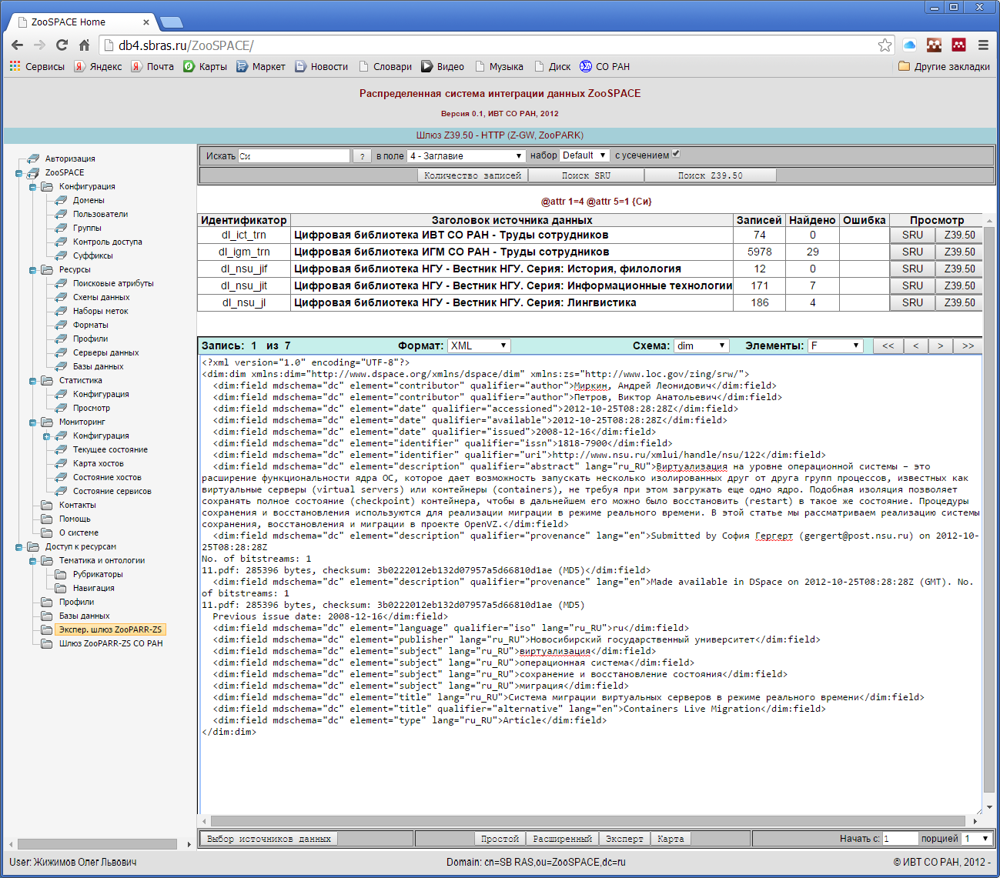 ZooSPACE Home
db4.sbras.ru/ZooSPACE/
Сервисы Яндекс Почта Карты Маркет Новости Словари Видео Музыка Диск СО РАН Другие закладки
Распределенная система интеграции данных ZooSPACE
Версия 0.1, ИВТ СО РАН, 2012
Шлюз Z39.50 - HTTP (Z-GW, ZooPARK)
Авторизация
ZooSPACE
Конфигурация
Домены
Пользователи
Группы
Контроль доступа
Суффиксы
Ресурсы
Поисковые атрибуты
Схемы данных
Наборы меток
Форматы
Профили
Серверы данных
Базы данных
Статистика
Конфигурация
Просмотр
Мониторинг
Конфигурация
Текущее состояние
Карта хостов
Состояние хостов
Состояние сервисов
Контакты
Помощь
О системе
Доступ к ресурсам
Тематика и онтологии
Рубрикаторы
Навигация
Профили
Базы данных
Экспер. шлюз ZooPARR-ZS
Шлюз ZooPARR-ZS СО РАН
Искать Си ? в поле 4 - Заглавие набор Default с усечением
Количество записей Поиск SRU Поиск Z39.50
@attr 1=4 @attr 5=1 {Си}
Идентификатор Заголовок источника данных Записей Найдено Ошибка Просмотр
dl_ict_trn Цифровая библиотека ИВТ СО РАН - Труды сотрудников 74 0 SRU Z39.50
dl_igm_trn Цифровая библиотека ИГМ СО РАН - Труды сотрудников 5978 29 SRU Z39.50
dl_nsu_jif Цифровая библиотека НГУ - Вестник НГУ. Серия: История, филология 12 0 SRU Z39.50
dl_nsu_jit Цифровая библиотека НГУ - Вестник НГУ. Серия: Информационные технологии 171 7 SRU Z39.50
dl_nsu_jl Цифровая библиотека НГУ - Вестник НГУ. Серия: Лингвистика 186 4 SRU Z39.50
Запись: 1 из 7 Формат: XML Схема: dim Элементы: F << < > >>
<?xml version="1.0" encoding="UTF-8"?>
<dim:dim xmlns:dim="http://www.dspace.org/xmlns/dspace/dim" xmlns:zs="http://www.loc.gov/zing/srw/">
<dim:field mdschema="dc" element="contributor" qualifier="author">Миркин, Андрей Леонидович</dim:field>
<dim:field mdschema="dc" element="contributor" qualifier="author">Петров, Виктор Анатольевич</dim:field>
<dim:field mdschema="dc" element="date" qualifier="accessioned">2012-10-25T08:28:28Z</dim:field>
<dim:field mdschema="dc" element="date" qualifier="available">2012-10-25T08:28:28Z</dim:field>
<dim:field mdschema="dc" element="date" qualifier="issued">2008-12-16</dim:field>
<dim:field mdschema="dc" element="identifier" qualifier="issn">1818-7900</dim:field>
<dim:field mdschema="dc" element="identifier" qualifier="uri">http://www.nsu.ru/xmlui/handle/nsu/122</dim:field>
<dim:field mdschema="dc" element="description" qualifier="abstract" lang="ru_RU">Виртуализация на уровне операционной системы – это
расширение функциональности ядра ОС, которое дает возможность запускать несколько изолированных друг от друга групп процессов, известных как
виртуальные серверы (virtual servers) или контейнеры (containers), не требуя при этом загружать еще одно ядро. Подобная изоляция позволяет
сохранять полное состояние (checkpoint) контейнера, чтобы в дальнейшем его можно было восстановить (restart) в такое же состояние. Процедуры
сохранения и восстановления используются для реализации миграции в режиме реального времени. В этой статье мы рассматриваем реализацию системы
сохранения, восстановления и миграции в проекте OpenVZ.</dim:field>
<dim:field mdschema="dc" element="description" qualifier="provenance" lang="en">Submitted by София Гергерт (gergert@post.nsu.ru) on 2012-10-
25T08:28:28Z
No. of bitstreams: 1
11.pdf: 285396 bytes, checksum: 3b0222012eb132d07957a5d66810d1ae (MD5)</dim:field>
<dim:field mdschema="dc" element="description" qualifier="provenance" lang="en">Made available in DSpace on 2012-10-25T08:28:28Z (GMT). No.
of bitstreams: 1
11.pdf: 285396 bytes, checksum: 3b0222012eb132d07957a5d66810d1ae (MD5)
Previous issue date: 2008-12-16</dim:field>
<dim:field mdschema="dc" element="language" qualifier="iso" lang="ru_RU">ru</dim:field>
<dim:field mdschema="dc" element="publisher" lang="ru_RU">Новосибирский государственный университет</dim:field>
<dim:field mdschema="dc" element="subject" lang="ru_RU">виртуализация</dim:field>
<dim:field mdschema="dc" element="subject" lang="ru_RU">операционная система</dim:field>
<dim:field mdschema="dc" element="subject" lang="ru_RU">сохранение и восстановление состояния</dim:field>
<dim:field mdschema="dc" element="subject" lang="ru_RU">миграция</dim:field>
<dim:field mdschema="dc" element="title" lang="ru_RU">Система миграции виртуальных серверов в режиме реального времени</dim:field>
<dim:field mdschema="dc" element="title" qualifier="alternative" lang="en">Containers Live Migration</dim:field>
<dim:field mdschema="dc" element="type" lang="ru_RU">Article</dim:field>
</dim:dim>
Выбор источников данных Простой Расширенный Эксперт Карта Начать с: 1 порцией 1
User: Жижимов Олег Львович Domain: cn=SB RAS,ou=ZooSPACE,dc=ru © ИВТ СО РАН, 2012 -